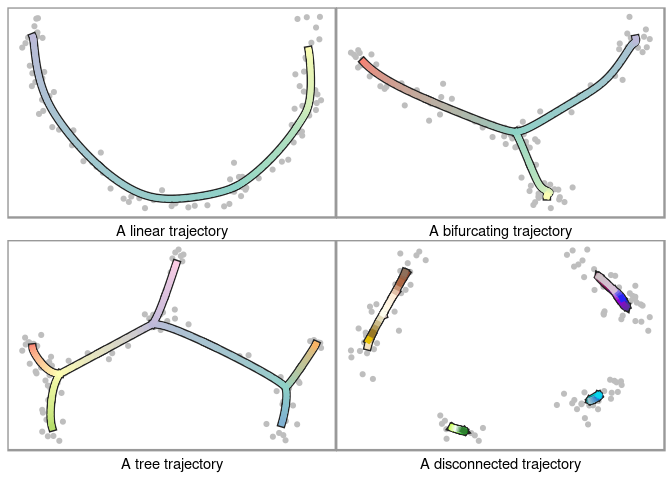 A linear trajectory
A bifurcating trajectory
A tree trajectory
A disconnected trajectory